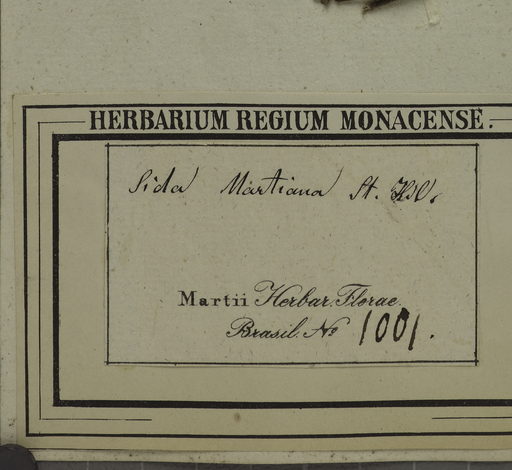 HERBARIUM REGIUM MONACENSE.
Sida Martiana St. Hil.
Martii Herbar. Florae
Brasil. No 1001.